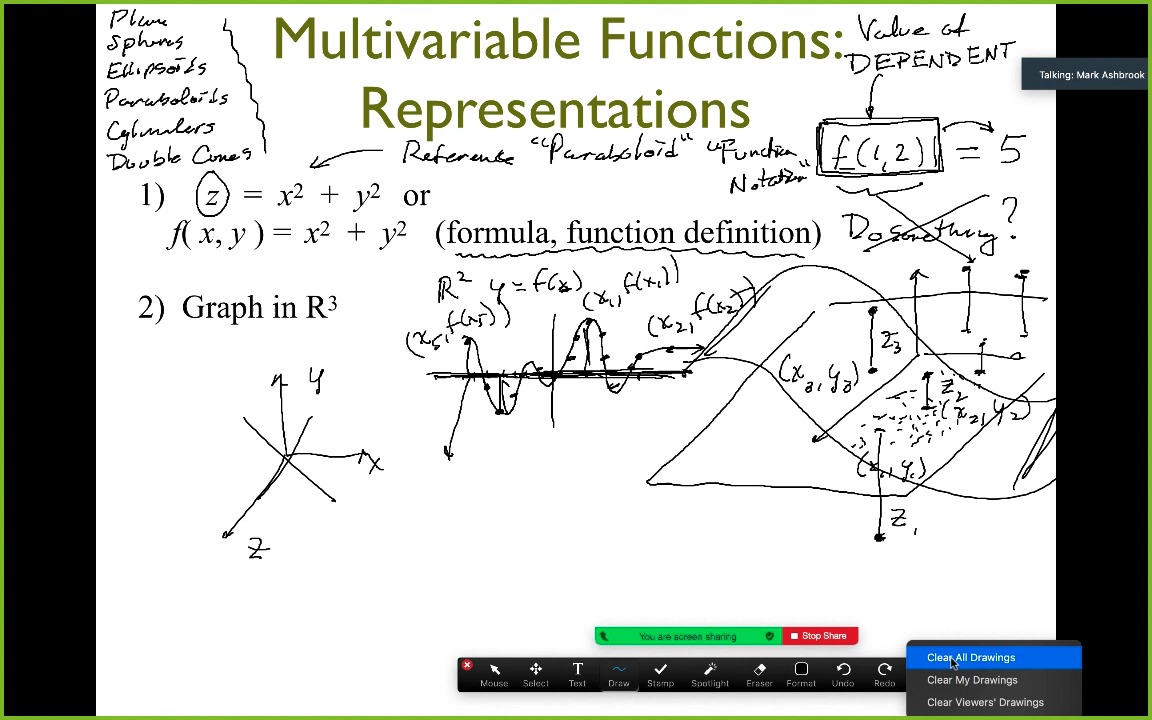 Plane
Spheres
Ellipsoids
Paraboloids
Cylinders
Double Cones
Multivariable Functions:
Representations
Value of
DEPENDENT
Talking: Mark Ashbrook
Reference "Paraboloid" "Function
Notation"
f(1,2) = 5
1) z = x² + y² or
f( x, y ) = x² + y² (formula, function definition)
Do something?
2) Graph in R³
R² y = f(x)
(x₁, f(x₁))
(x₂, f(x₂))
(x₅, f(x₅))
z₃
(x₃, y₃)
z₂
(x₂, y₂)
(x₁, y₁)
z₁
y
x
z
You are screen sharing
Stop Share
Mouse
Select
Text
Draw
Stamp
Spotlight
Eraser
Format
Undo
Redo
Clear All Drawings
Clear My Drawings
Clear Viewers' Drawings